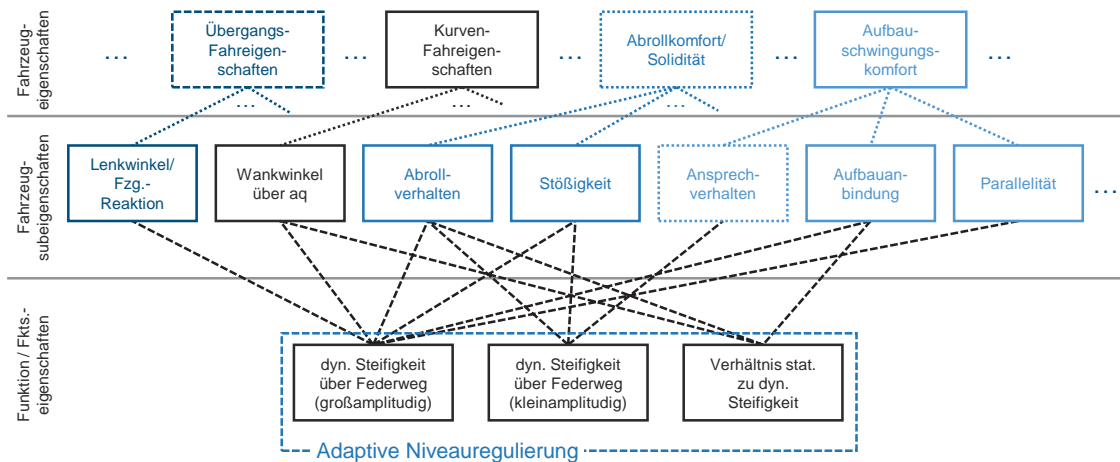 Fahrzeug-
eigenschaften
...
Übergangs-
Fahreigen-
schaften
...
Kurven-
Fahreigen-
schaften
...
Abrollkomfort/
Solidität
...
Aufbau
schwingungs-
komfort
...
...
...
...
Fahrzeug-
subeigenschaften
Lenkwinkel/
Fzg.-
Reaktion
Wankwinkel
über aq
Abroll-
verhalten
Stößigkeit
Ansprech-
verhalten
Aufbauan-
bindung
Parallelität
...
Funktion / Fkts.-
eigenschaften
dyn. Steifigkeit
über Federweg
(großamplitudig)
dyn. Steifigkeit
über Federweg
(kleinamplitudig)
Verhältnis stat.
zu dyn.
Steifigkeit
Adaptive Niveauregulierung